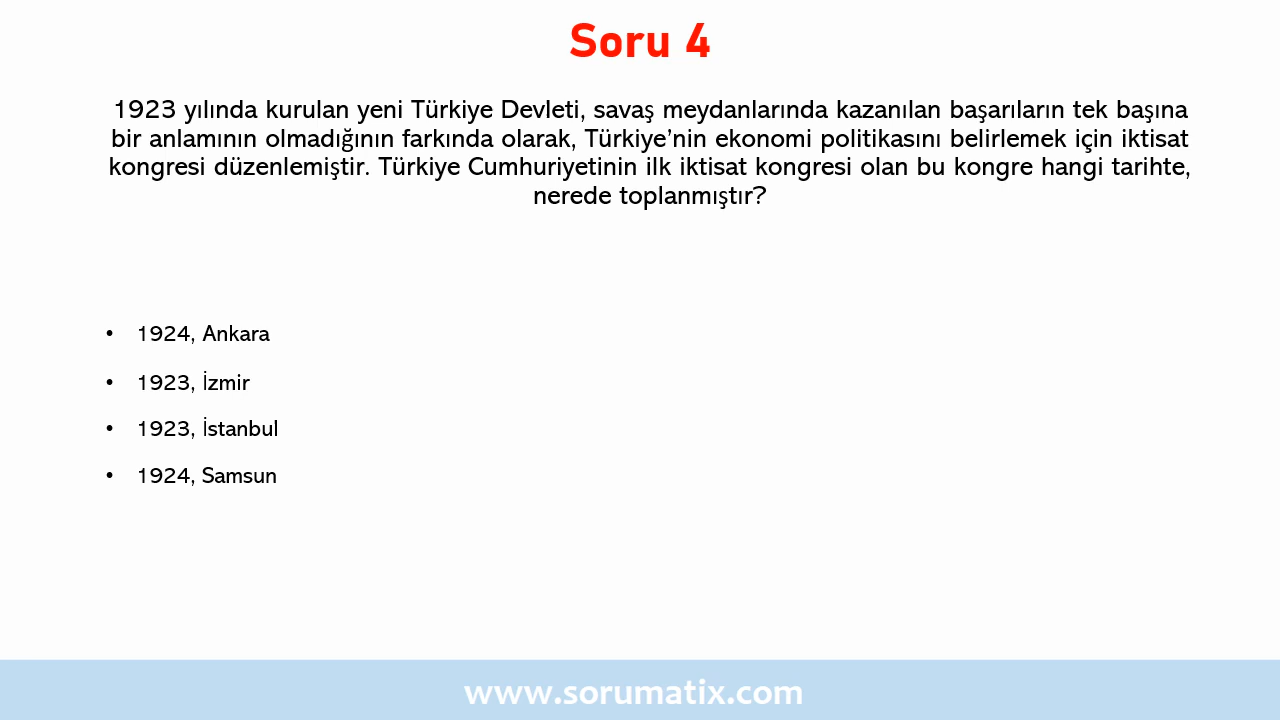 Soru 4
1923 yılında kurulan yeni Türkiye Devleti, savaş meydanlarında kazanılan başarıların tek başına
bir anlamının olmadığının farkında olarak, Türkiye’nin ekonomi politikasını belirlemek için iktisat
kongresi düzenlemiştir. Türkiye Cumhuriyetinin ilk iktisat kongresi olan bu kongre hangi tarihte,
nerede toplanmıştır?
• 1924, Ankara
• 1923, İzmir
• 1923, İstanbul
• 1924, Samsun
www.sorumatix.com